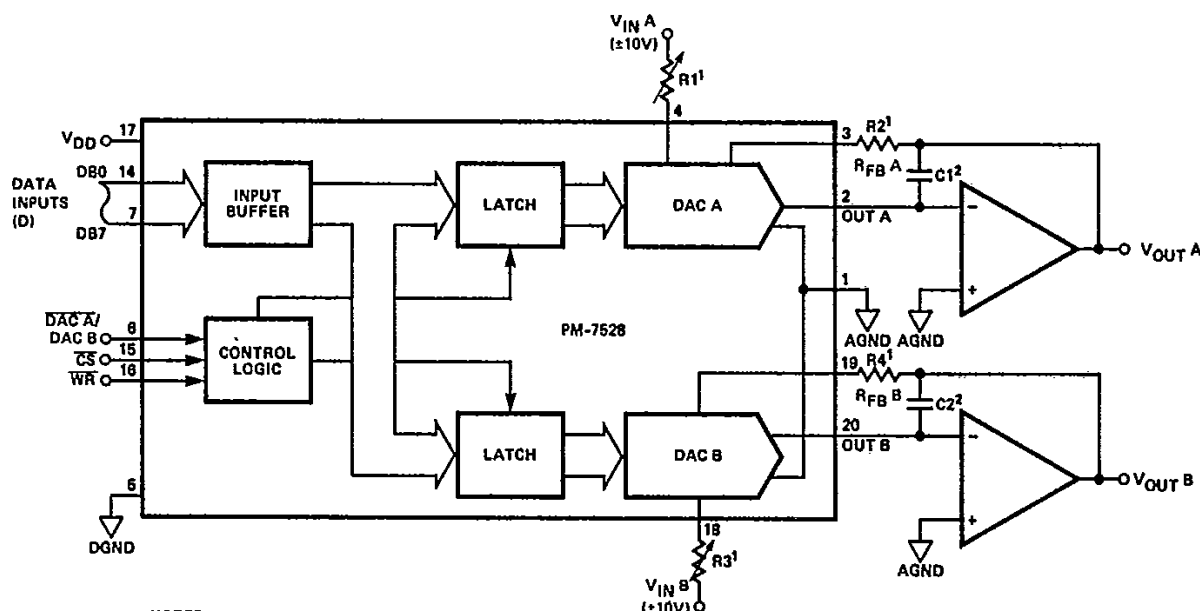 VIN A
(±10V)
R1¹
4
VDD
17
3
R2¹
DATA
INPUTS
(D)
DB0
14
7
DB7
INPUT
BUFFER
LATCH
DAC A
RFB A
C1²
2
OUT A
−
+
VOUT A
1
AGND
AGND
DAC A/
DAC B
6
CS
15
WR
16
CONTROL
LOGIC
PM-7528
19
R4¹
RFB B
C2²
20
OUT B
LATCH
DAC B
−
+
VOUT B
AGND
5
DGND
18
R3¹
VIN B
(±10V)